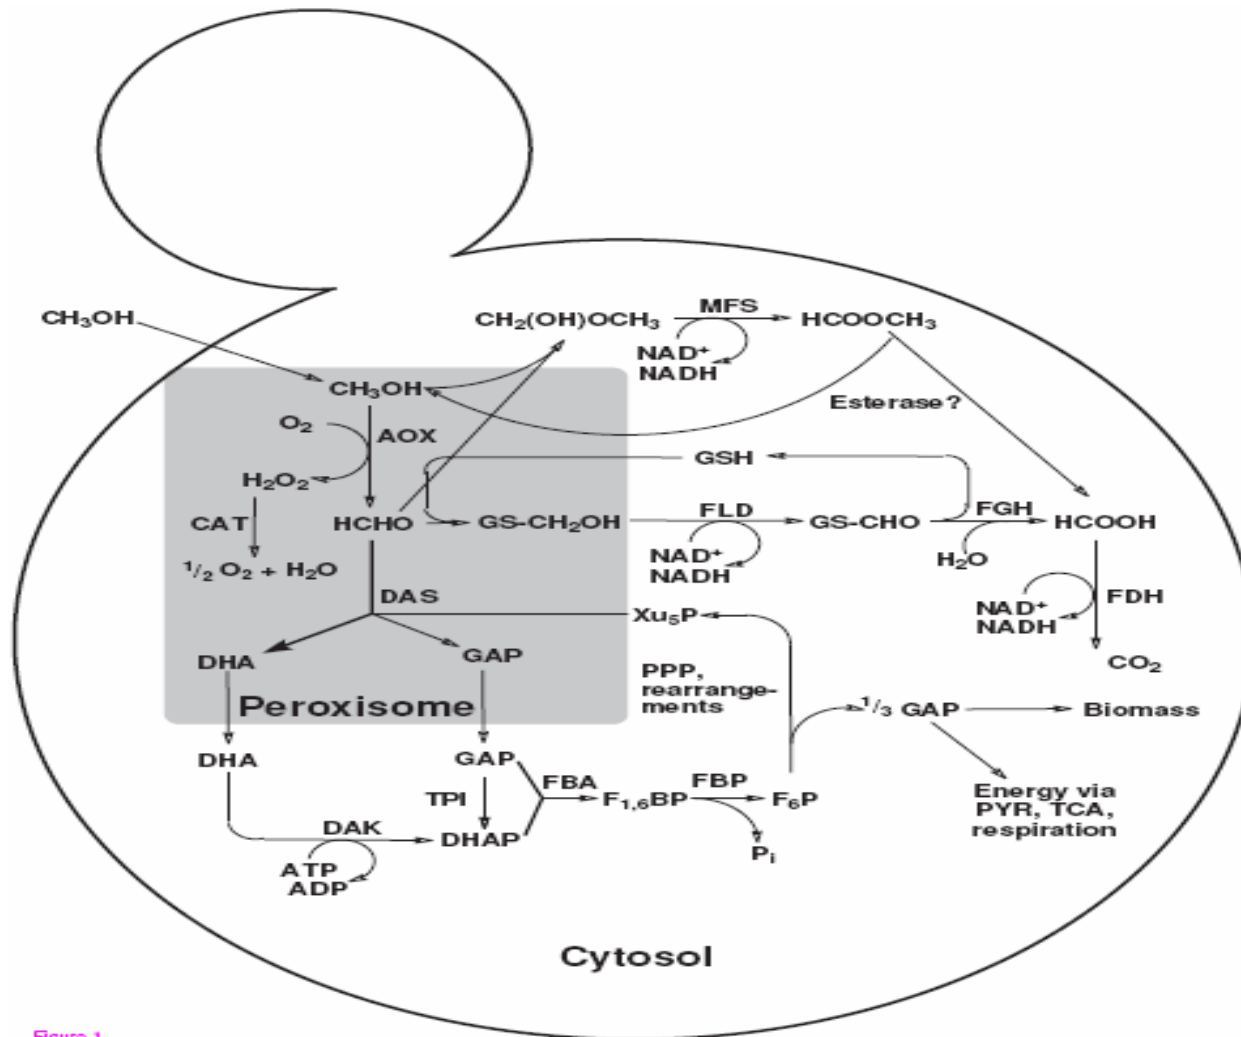 CH₃OH
CH₂(OH)OCH₃
MFS
HCOOCH₃
NAD⁺
NADH
CH₃OH
Esterase?
O₂
AOX
GSH
H₂O₂
CAT
HCHO
GS-CH₂OH
FLD
GS-CHO
FGH
HCOOH
NAD⁺
NADH
H₂O
½ O₂ + H₂O
DAS
Xu₅P
NAD⁺
NADH
FDH
DHA
GAP
CO₂
PPP,
rearrange-
ments
Peroxisome
1/3 GAP
Biomass
DHA
GAP
FBA
FBP
TPI
F₁,₆BP
F₆P
Energy via
PYR, TCA,
respiration
DAK
DHAP
Pᵢ
ATP
ADP
Cytosol
Figure 1